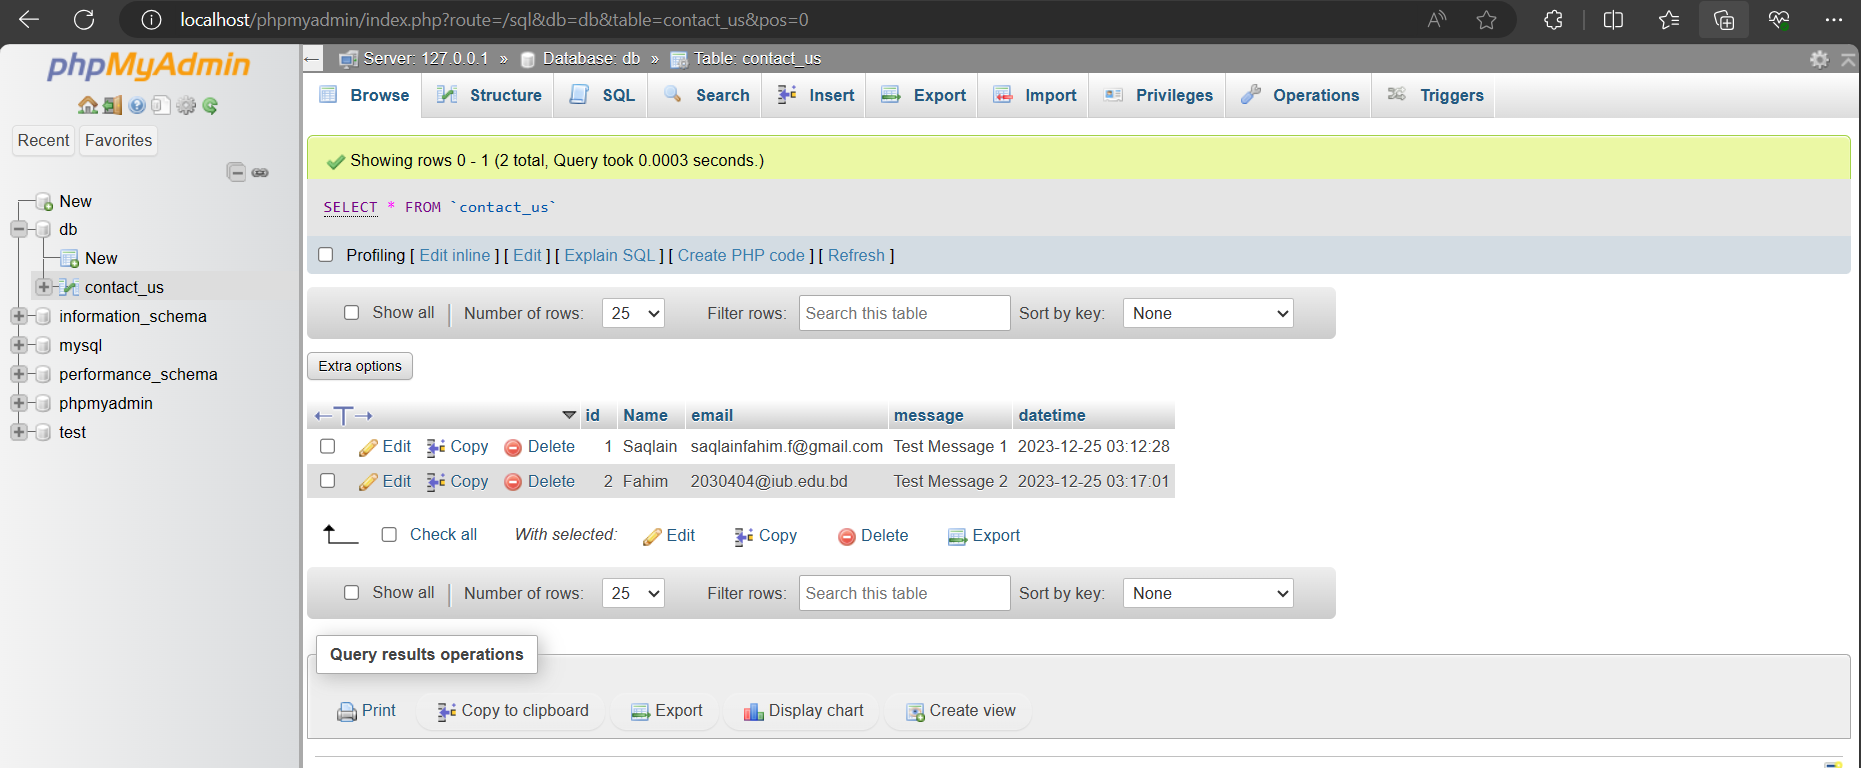 localhost/phpmyadmin/index.php?route=/sql&db=db&table=contact_us&pos=0
phpMyAdmin
Recent Favorites
New
db
New
contact_us
information_schema
mysql
performance_schema
phpmyadmin
test
Server: 127.0.0.1 » Database: db » Table: contact_us
Browse Structure SQL Search Insert Export Import Privileges Operations Triggers
Showing rows 0 - 1 (2 total, Query took 0.0003 seconds.)
SELECT * FROM `contact_us`
Profiling [ Edit inline ] [ Edit ] [ Explain SQL ] [ Create PHP code ] [ Refresh ]
Show all | Number of rows: 25 Filter rows: Search this table Sort by key: None
Extra options
←T→ id Name email message datetime
Edit Copy Delete 1 Saqlain saqlainfahim.f@gmail.com Test Message 1 2023-12-25 03:12:28
Edit Copy Delete 2 Fahim 2030404@iub.edu.bd Test Message 2 2023-12-25 03:17:01
Check all With selected: Edit Copy Delete Export
Show all | Number of rows: 25 Filter rows: Search this table Sort by key: None
Query results operations
Print Copy to clipboard Export Display chart Create view